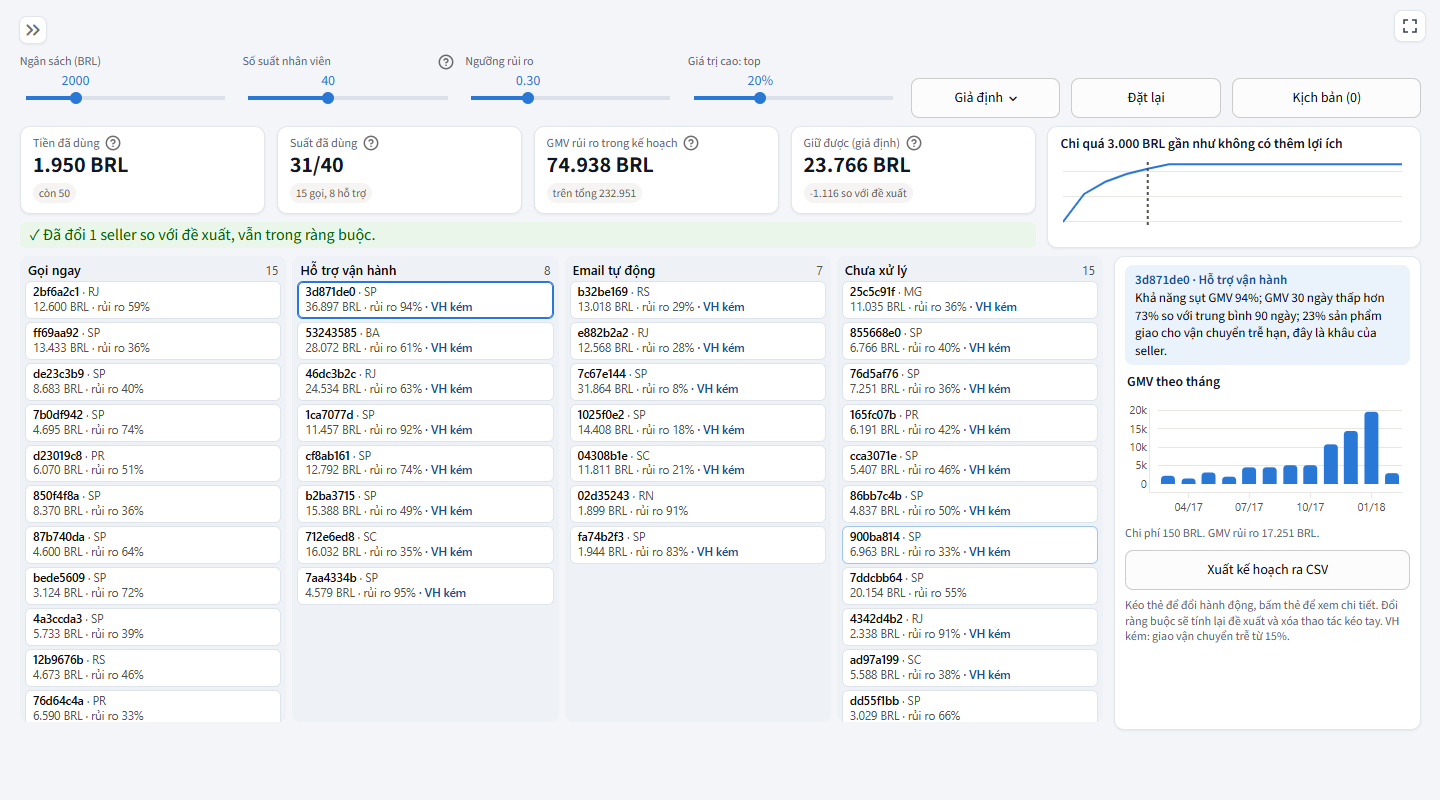 Ngân sách (BRL)
2000
Số suất nhân viên
40
Ngưỡng rủi ro
0.30
Giá trị cao: top
20%
Giả định
Đặt lại
Kịch bản (0)
Tiền đã dùng
1.950 BRL
còn 50
Suất đã dùng
31/40
15 gọi, 8 hỗ trợ
GMV rủi ro trong kế hoạch
74.938 BRL
trên tổng 232.951
Giữ được (giả định)
23.766 BRL
-1.116 so với đề xuất
Chi quá 3.000 BRL gần như không có thêm lợi ích
✓ Đã đổi 1 seller so với đề xuất, vẫn trong ràng buộc.
Gọi ngay 15
2bf6a2c1 · RJ
12.600 BRL · rủi ro 59%
ff69aa92 · SP
13.433 BRL · rủi ro 36%
de23c3b9 · SP
8.683 BRL · rủi ro 40%
7b0df942 · SP
4.695 BRL · rủi ro 74%
d23019c8 · PR
6.070 BRL · rủi ro 51%
850f4f8a · SP
8.370 BRL · rủi ro 36%
87b740da · SP
4.600 BRL · rủi ro 64%
bede5609 · SP
3.124 BRL · rủi ro 72%
4a3ccda3 · SP
5.733 BRL · rủi ro 39%
12b9676b · RS
4.673 BRL · rủi ro 46%
76d64c4a · PR
6.590 BRL · rủi ro 33%
Hỗ trợ vận hành 8
3d871de0 · SP
36.897 BRL · rủi ro 94% · VH kém
53243585 · BA
28.072 BRL · rủi ro 61% · VH kém
46dc3b2c · RJ
24.534 BRL · rủi ro 63% · VH kém
1ca7077d · SP
11.457 BRL · rủi ro 92% · VH kém
cf8ab161 · SP
12.792 BRL · rủi ro 74% · VH kém
b2ba3715 · SP
15.388 BRL · rủi ro 49% · VH kém
712e6ed8 · SC
16.032 BRL · rủi ro 35% · VH kém
7aa4334b · SP
4.579 BRL · rủi ro 95% · VH kém
Email tự động 7
b32be169 · RS
13.018 BRL · rủi ro 29% · VH kém
e882b2a2 · RJ
12.568 BRL · rủi ro 28% · VH kém
7c67e144 · SP
31.864 BRL · rủi ro 8% · VH kém
1025f0e2 · SP
14.408 BRL · rủi ro 18% · VH kém
04308b1e · SC
11.811 BRL · rủi ro 21% · VH kém
02d35243 · RN
1.899 BRL · rủi ro 91%
fa74b2f3 · SP
1.944 BRL · rủi ro 83% · VH kém
Chưa xử lý 15
25c5c91f · MG
11.035 BRL · rủi ro 36% · VH kém
855668e0 · SP
6.766 BRL · rủi ro 40% · VH kém
76d5af76 · SP
7.251 BRL · rủi ro 36% · VH kém
165fc07b · PR
6.191 BRL · rủi ro 42% · VH kém
cca3071e · SP
5.407 BRL · rủi ro 46% · VH kém
86bb7c4b · SP
4.837 BRL · rủi ro 50% · VH kém
900ba814 · SP
6.963 BRL · rủi ro 33% · VH kém
7ddcbb64 · SP
20.154 BRL · rủi ro 55%
4342d4b2 · RJ
2.338 BRL · rủi ro 91% · VH kém
ad97a199 · SC
5.588 BRL · rủi ro 38% · VH kém
dd55f1bb · SP
3.029 BRL · rủi ro 66%
3d871de0 · Hỗ trợ vận hành
Khả năng sụt GMV 94%; GMV 30 ngày thấp hơn
73% so với trung bình 90 ngày; 23% sản phẩm
giao cho vận chuyển trễ hạn, đây là khâu của
seller.
GMV theo tháng
20k
15k
10k
5k
0
04/17 07/17 10/17 01/18
Chi phí 150 BRL. GMV rủi ro 17.251 BRL.
Xuất kế hoạch ra CSV
Kéo thẻ để đổi hành động, bấm thẻ để xem chi tiết. Đổi
ràng buộc sẽ tính lại đề xuất và xóa thao tác kéo tay. VH
kém: giao vận chuyển trễ từ 15%.